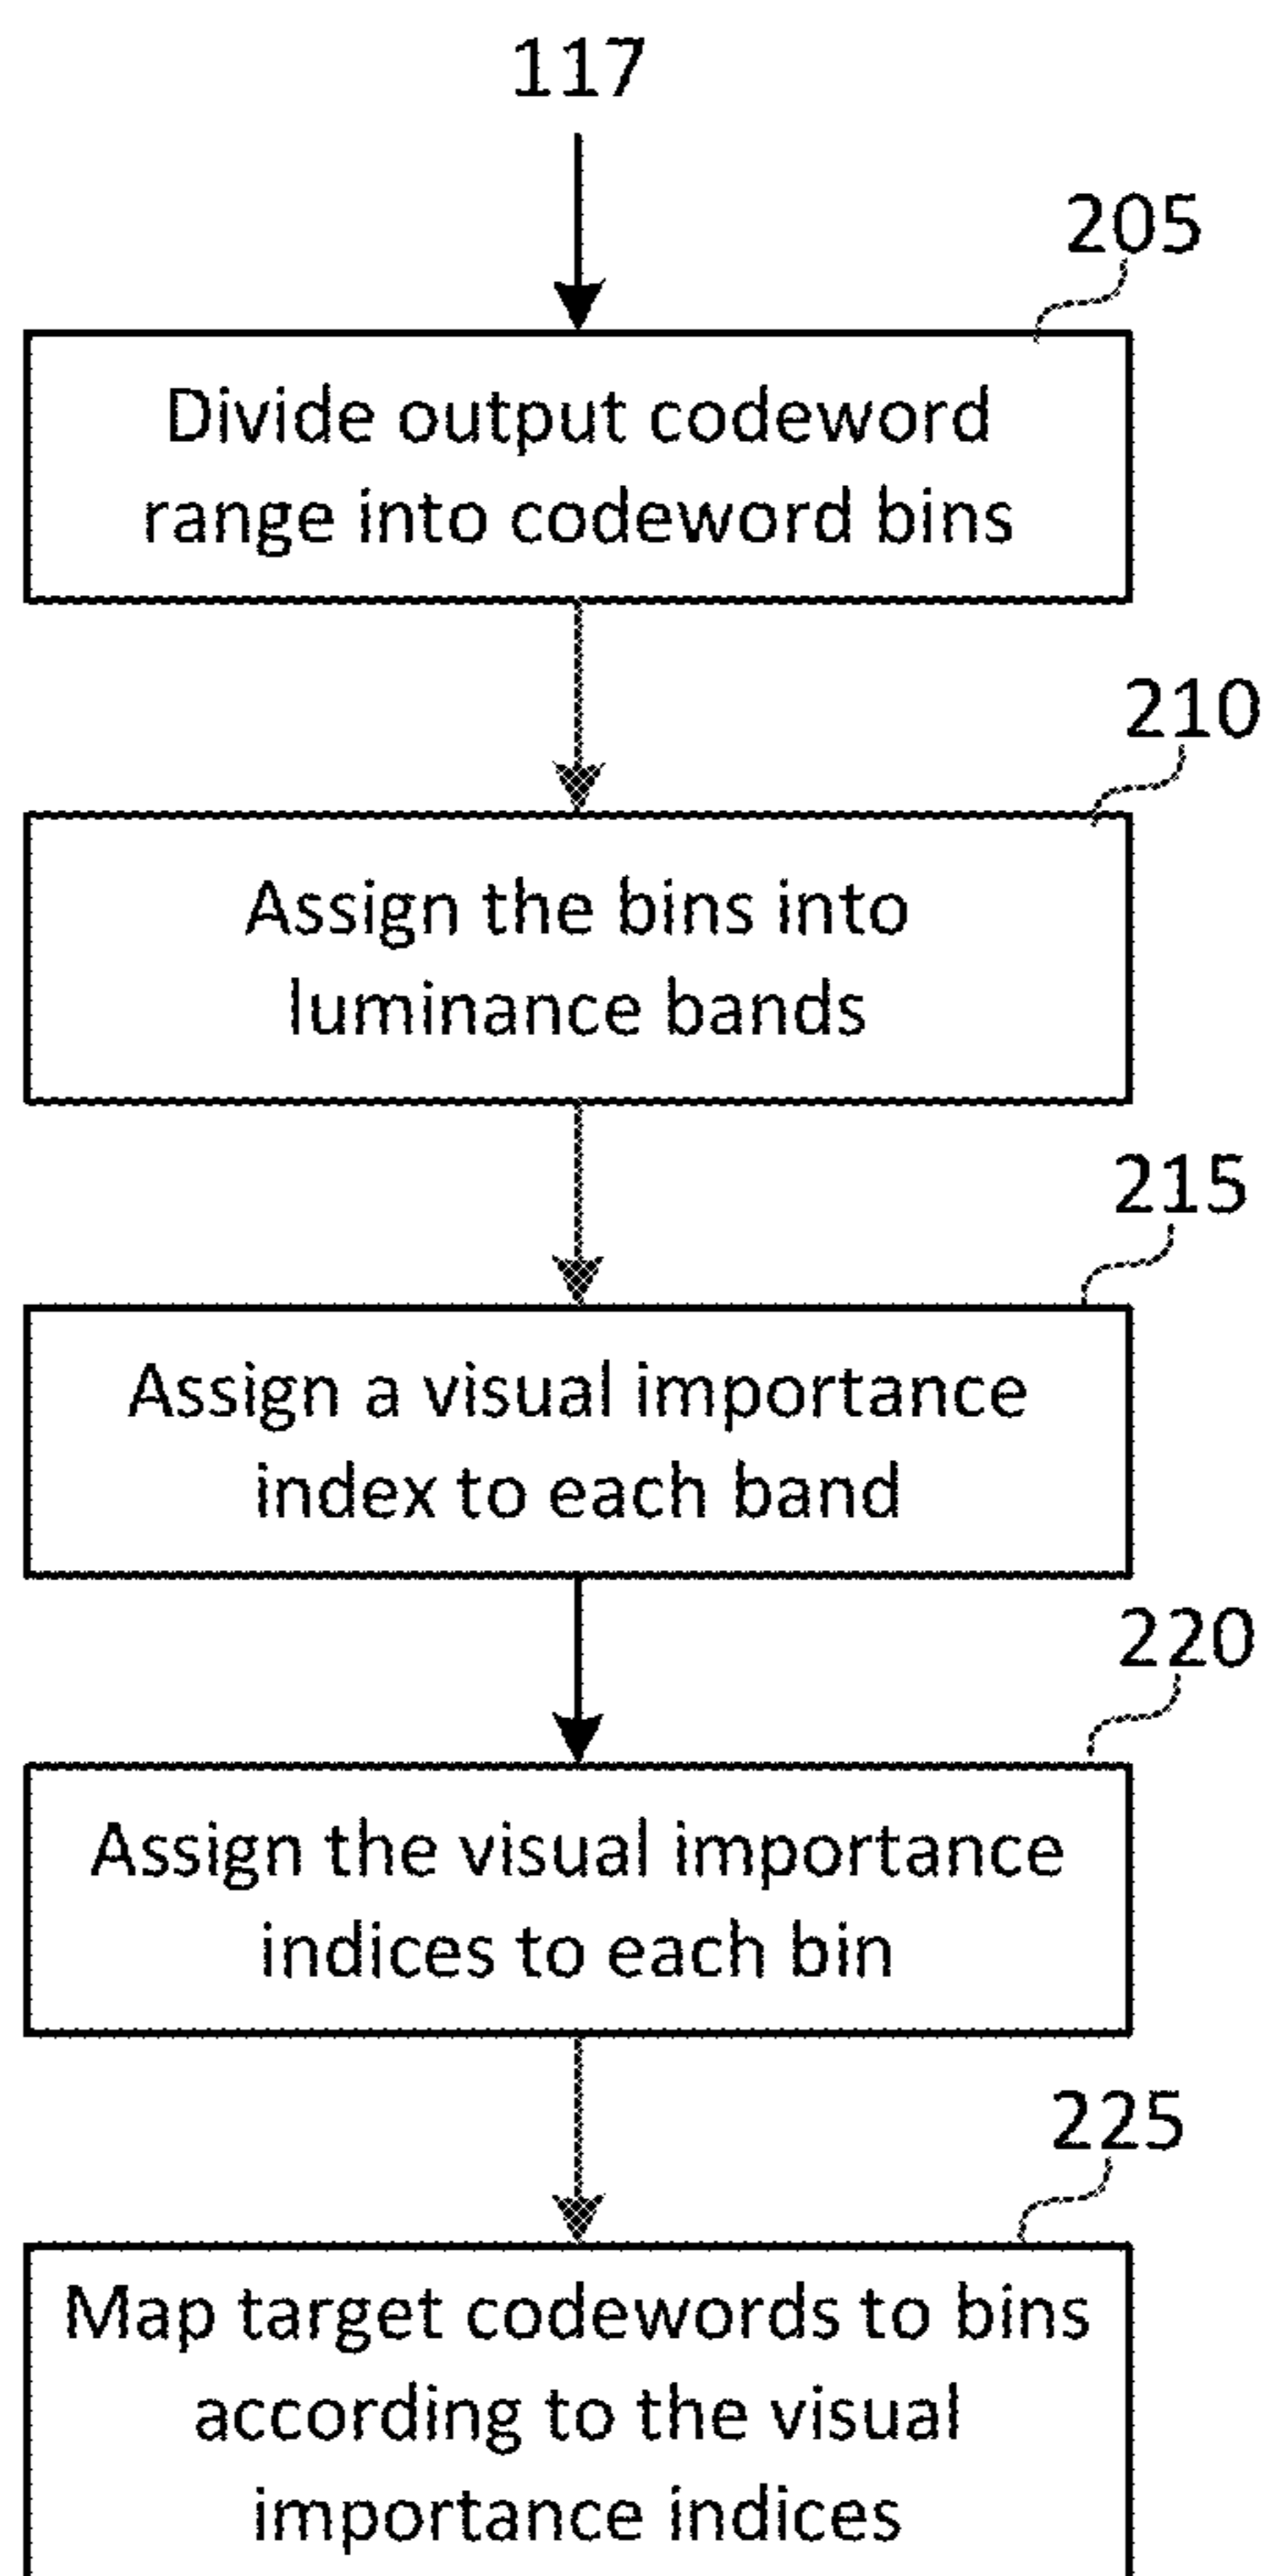 117
205
Divide output codeword
range into codeword bins
210
Assign the bins into
luminance bands
215
Assign a visual importance
index to each band
220
Assign the visual importance
indices to each bin
225
Map target codewords to bins
according to the visual
importance indices